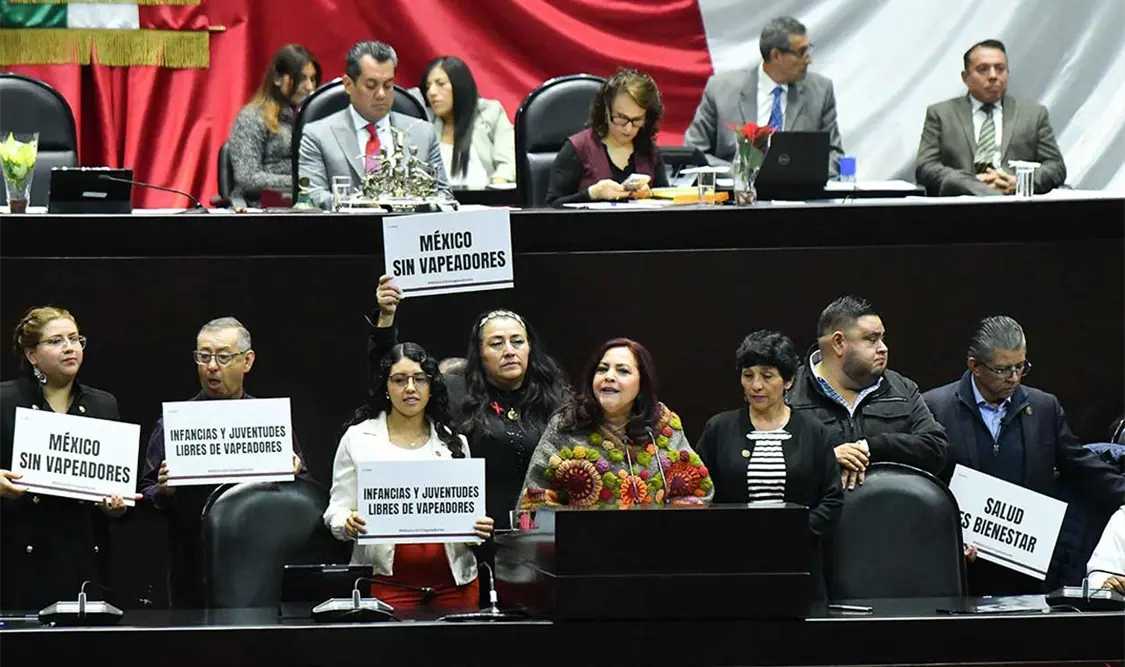 MÉXICO
SIN VAPEADORES
MÉXICO
SIN VAPEADORES
INFANCIAS Y JUVENTUDES
LIBRES DE VAPEADORES
INFANCIAS Y JUVENTUDES
LIBRES DE VAPEADORES
SALUD
ES BIENESTAR
DELL